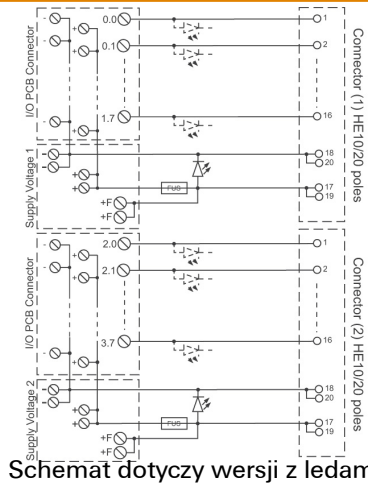 0.0
1
0.1
2
1.7
16
I/O PCB Connector
Connector (1) HE10/20 poles
18
20
17
19
FUS
+F
+F
Supply Voltage 1
2.0
1
2.1
2
3.7
16
I/O PCB Connector
Connector (2) HE10/20 poles
18
20
17
19
FUS
+F
+F
Supply Voltage 2
Schemat dotyczy wersji z ledam